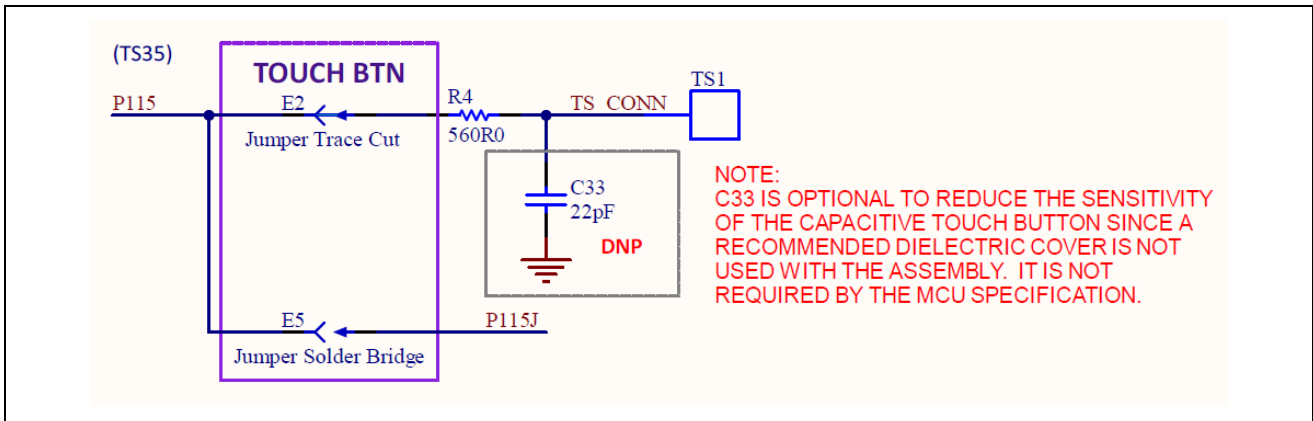 (TS35)
TOUCH BTN
P115
E2
Jumper Trace Cut
R4
560R0
TS_CONN
TS1
C33
22pF
DNP
NOTE:
C33 IS OPTIONAL TO REDUCE THE SENSITIVITY
OF THE CAPACITIVE TOUCH BUTTON SINCE A
RECOMMENDED DIELECTRIC COVER IS NOT
USED WITH THE ASSEMBLY. IT IS NOT
REQUIRED BY THE MCU SPECIFICATION.
E5
P115J
Jumper Solder Bridge